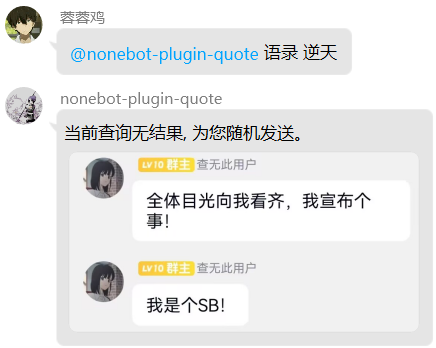 蓉蓉鸡
@nonebot-plugin-quote 语录 逆天
nonebot-plugin-quote
当前查询无结果, 为您随机发送。
LV10 群主 查无此用户
全体目光向我看齐，我宣布个
事！
LV10 群主 查无此用户
我是个SB！